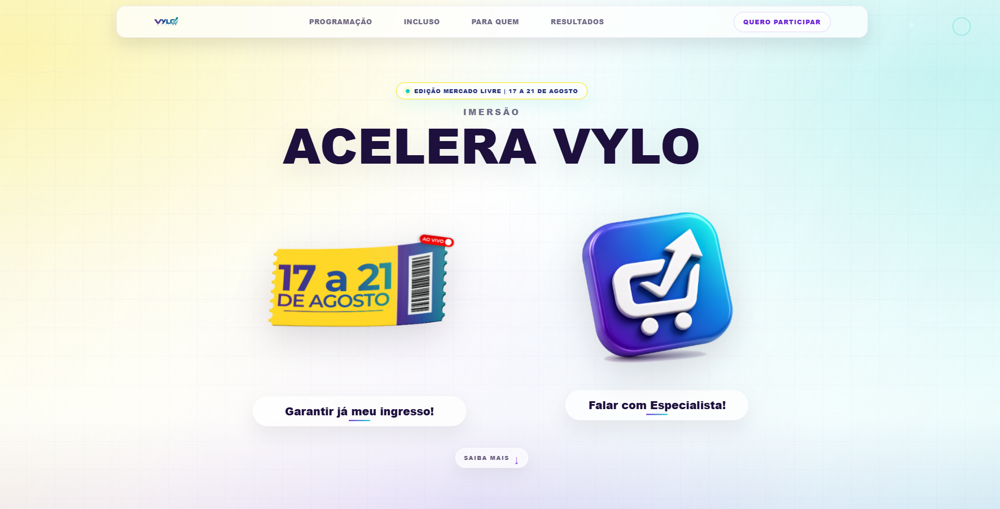 VYLO
PROGRAMAÇÃO
INCLUSO
PARA QUEM
RESULTADOS
QUERO PARTICIPAR
EDIÇÃO MERCADO LIVRE | 17 A 21 DE AGOSTO
IMERSÃO
ACELERA VYLO
AO VIVO
17 a 21
DE AGOSTO
Garantir já meu ingresso!
Falar com Especialista!
SAIBA MAIS ↓